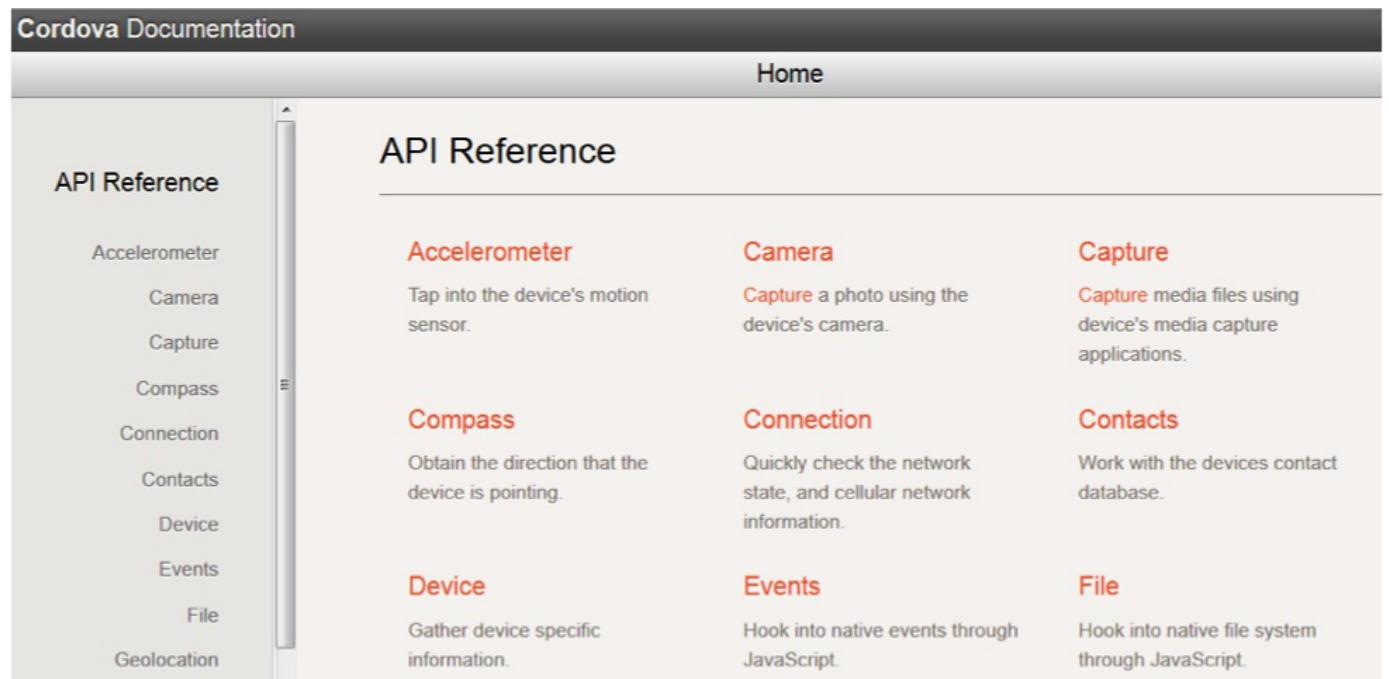 Cordova Documentation
Home
API Reference
Accelerometer
Camera
Capture
Compass
Connection
Contacts
Device
Events
File
Geolocation
API Reference
Accelerometer
Tap into the device's motion
sensor.
Camera
Capture a photo using the
device's camera.
Capture
Capture media files using
device's media capture
applications.
Compass
Obtain the direction that the
device is pointing.
Connection
Quickly check the network
state, and cellular network
information.
Contacts
Work with the devices contact
database.
Device
Gather device specific
information.
Events
Hook into native events through
JavaScript.
File
Hook into native file system
through JavaScript.